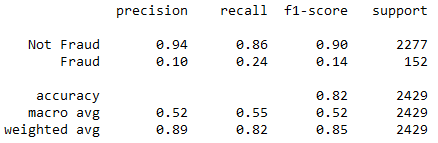 precision recall f1-score support
Not Fraud 0.94 0.86 0.90 2277
Fraud 0.10 0.24 0.14 152
accuracy 0.82 2429
macro avg 0.52 0.55 0.52 2429
weighted avg 0.89 0.82 0.85 2429